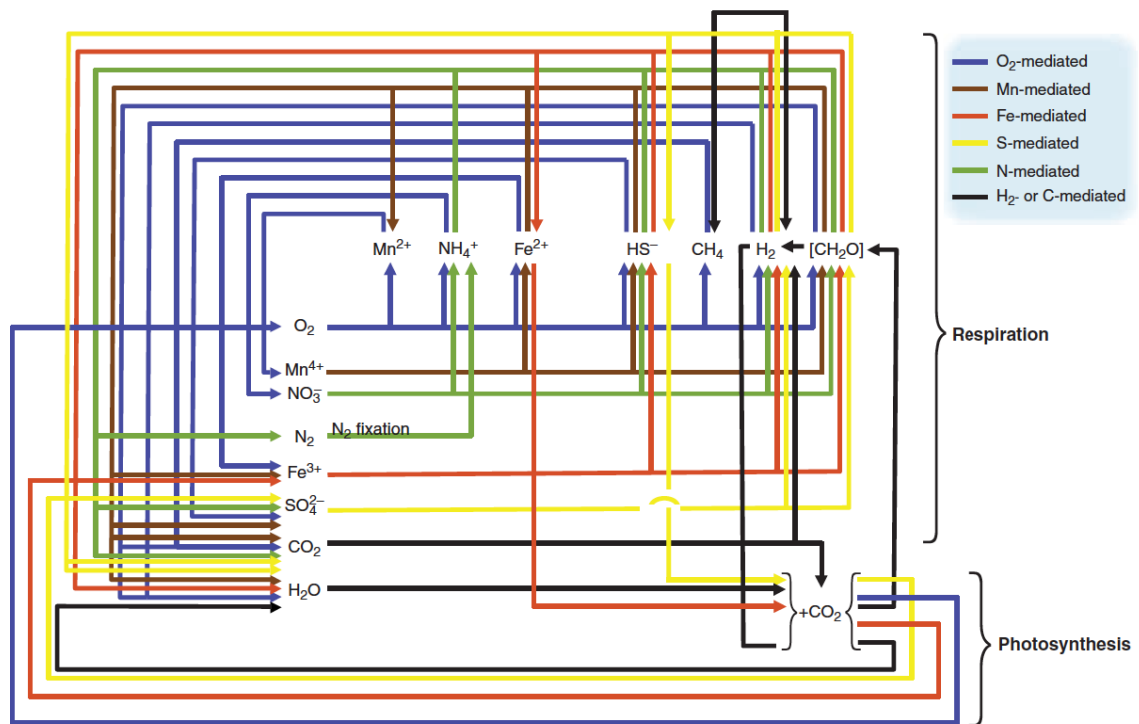 O₂-mediated
Mn-mediated
Fe-mediated
S-mediated
N-mediated
H₂- or C-mediated
Mn²⁺ NH₄⁺ Fe²⁺ HS⁻ CH₄ H₂ [CH₂O]
O₂
Respiration
Mn⁴⁺
NO₃⁻
N₂ N₂ fixation
Fe³⁺
SO₄²⁻
CO₂
H₂O
+CO₂
Photosynthesis